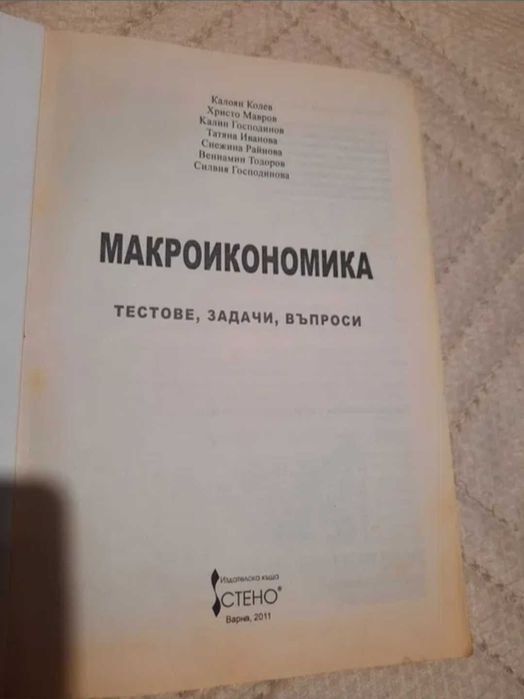 Калоян Колев
Христо Мавров
Калин Господинов
Татяна Иванова
Снежина Райнова
Вениамин Тодоров
Силвия Господинова
МАКРОИКОНОМИКА
ТЕСТОВЕ, ЗАДАЧИ, ВЪПРОСИ
Издателска къща
СТЕНО®
Варна, 2011